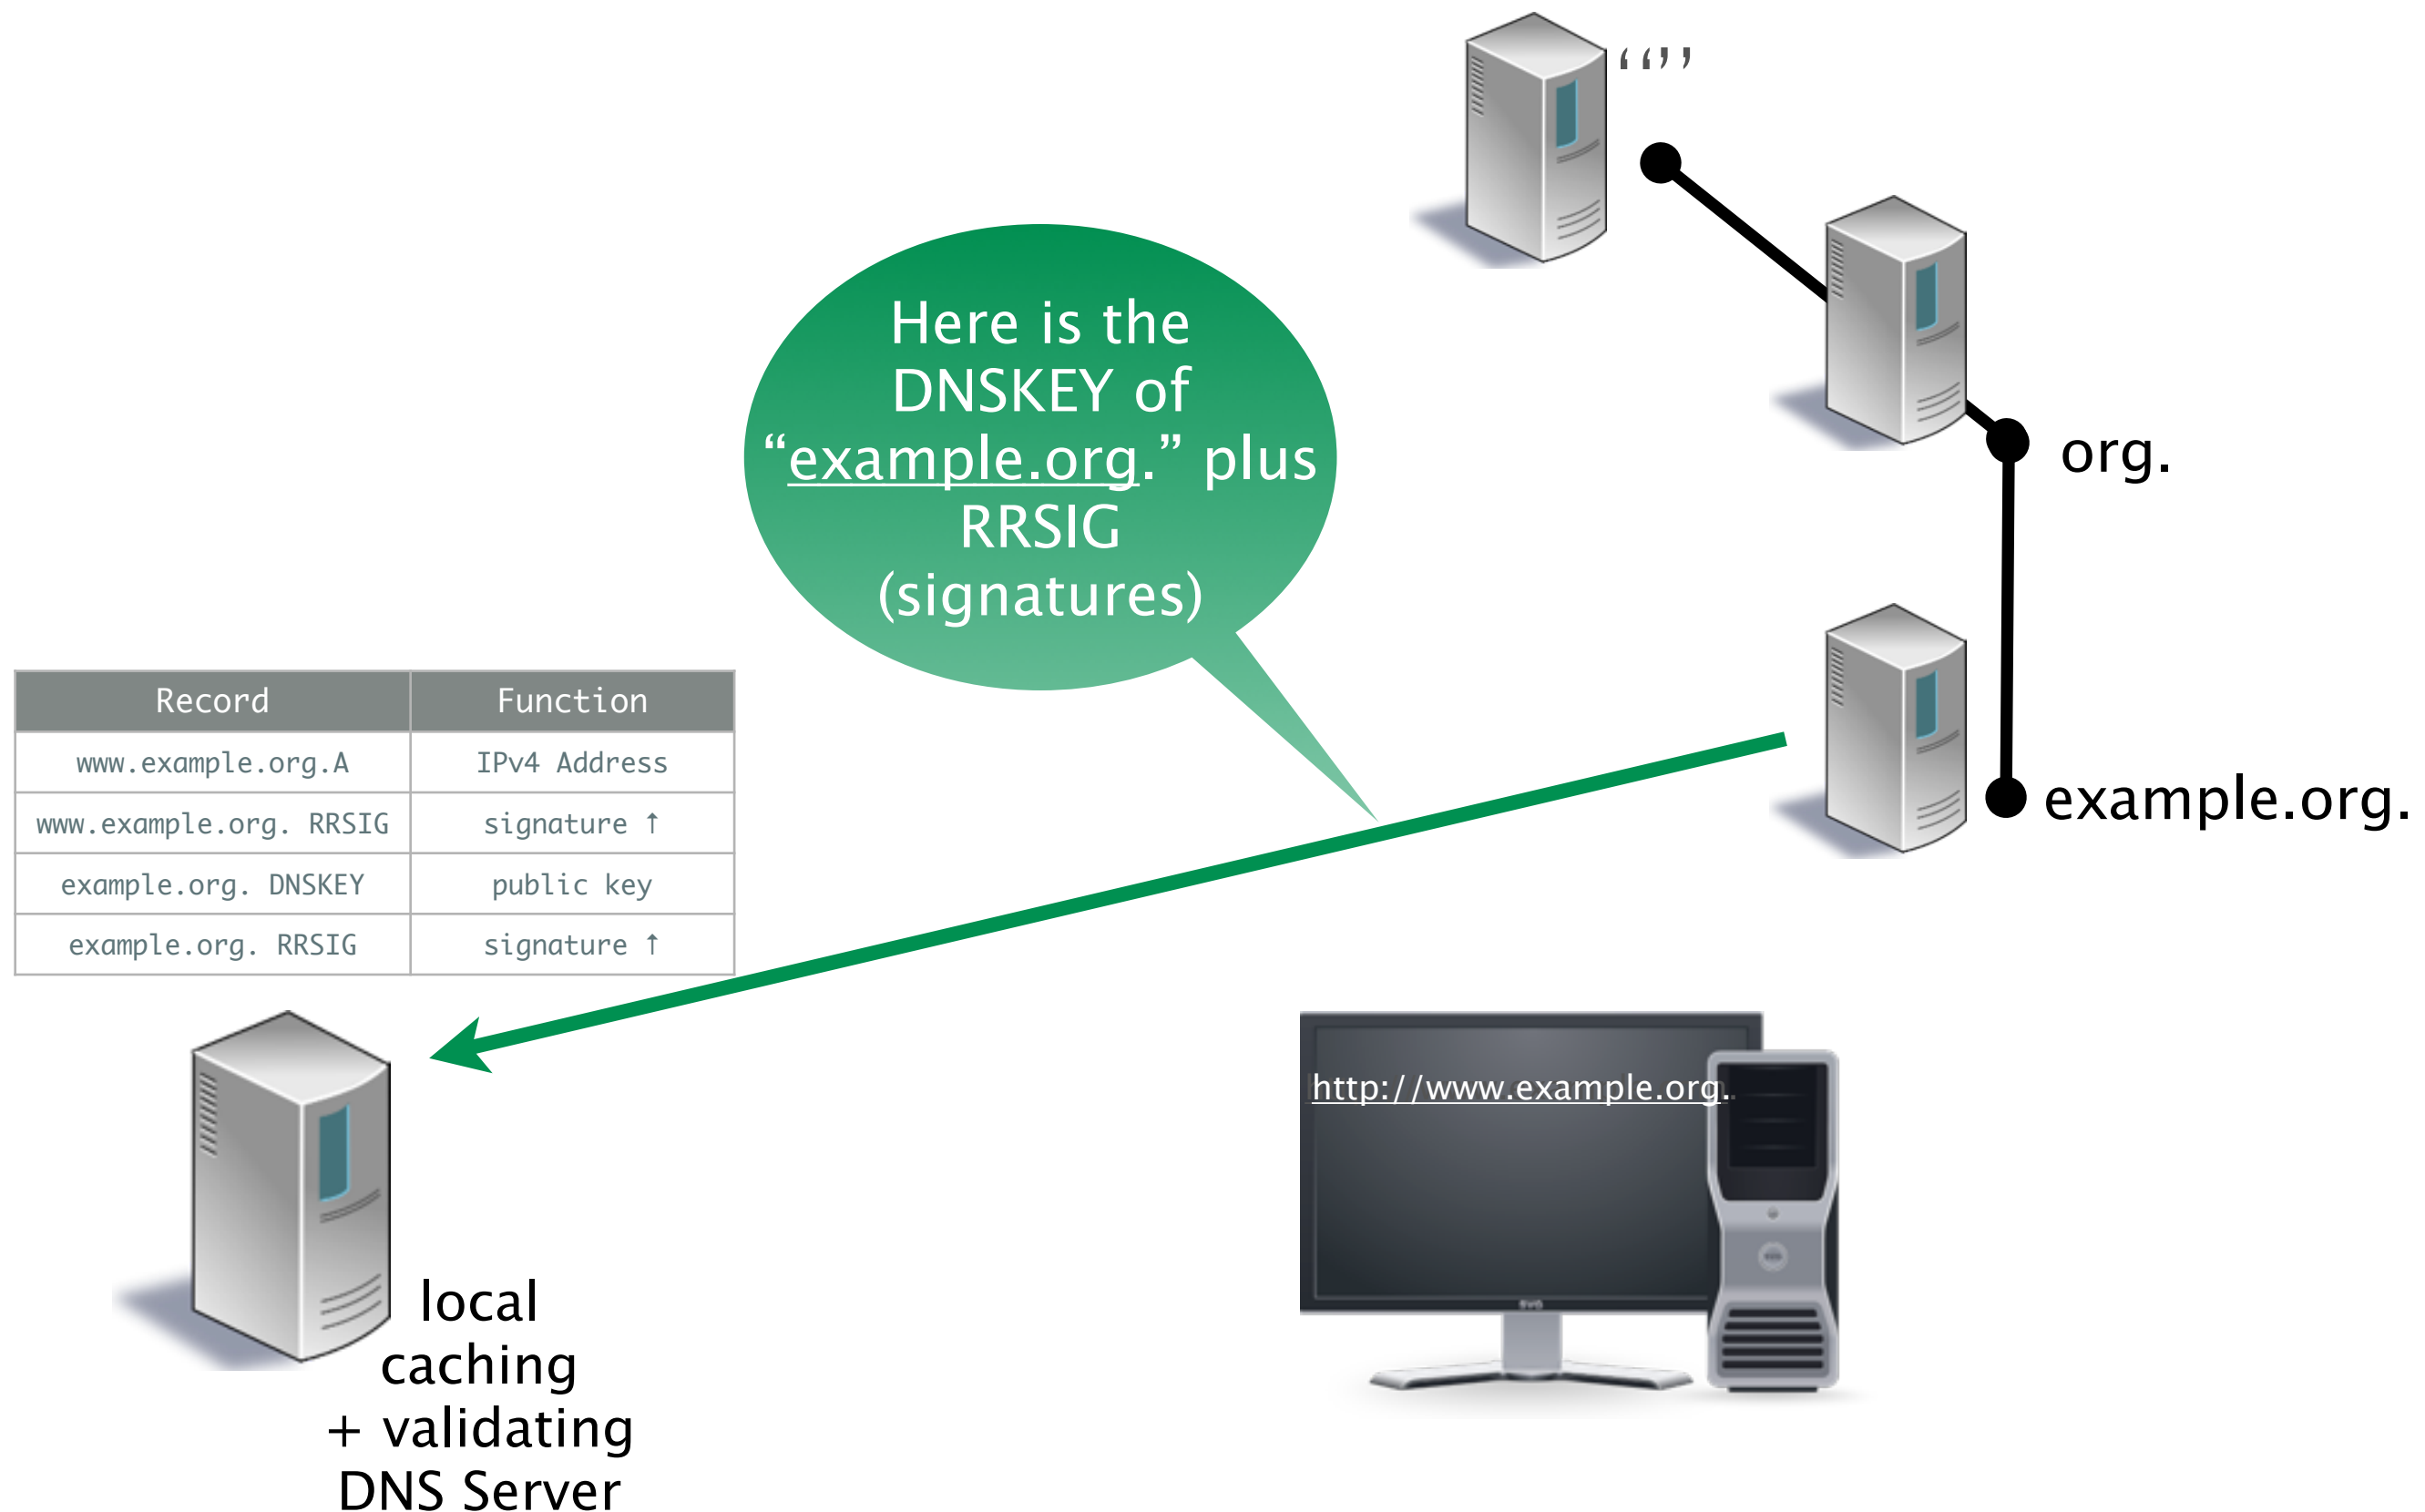 “”
Here is the
DNSKEY of
“example.org.” plus
RRSIG
(signatures)
org.
example.org.
Record Function
www.example.org.A IPv4 Address
www.example.org. RRSIG signature ↑
example.org. DNSKEY public key
example.org. RRSIG signature ↑
http://www.example.org.
local
caching
+ validating
DNS Server